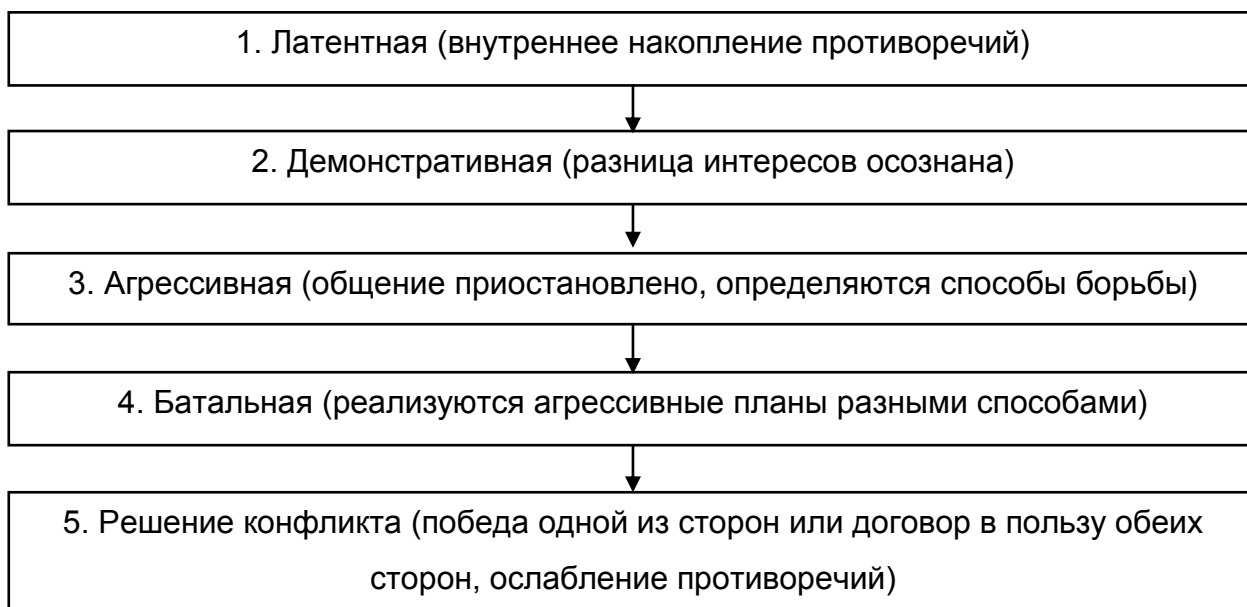 1. Латентная (внутреннее накопление противоречий)
2. Демонстративная (разница интересов осознана)
3. Агрессивная (общение приостановлено, определяются способы борьбы)
4. Батальная (реализуются агрессивные планы разными способами)
5. Решение конфликта (победа одной из сторон или договор в пользу обеих
сторон, ослабление противоречий)